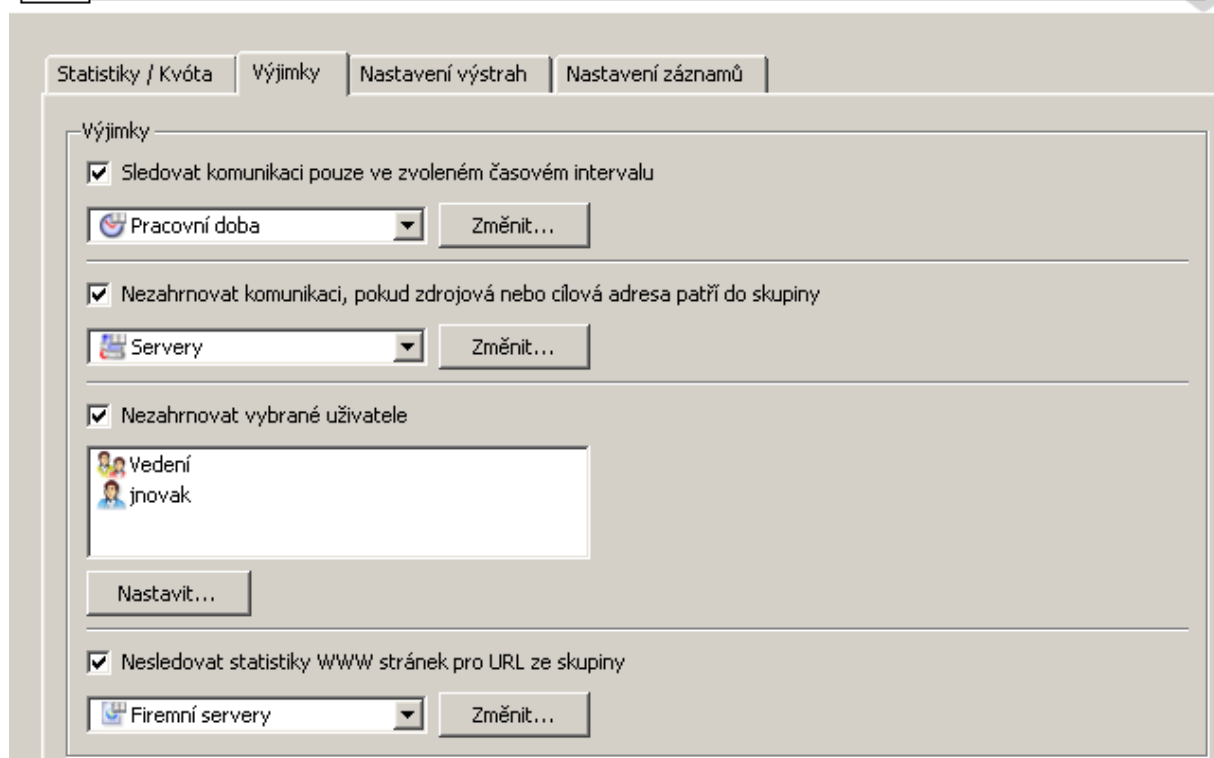 Statistiky / Kvóta Výjimky Nastavení výstrah Nastavení záznamů
Výjimky
Sledovat komunikaci pouze ve zvoleném časovém intervalu
Pracovní doba Změnit...
Nezahrnovat komunikaci, pokud zdrojová nebo cílová adresa patří do skupiny
Servery Změnit...
Nezahrnovat vybrané uživatele
Vedení
jnovak
Nastavit...
Nesledovat statistiky WWW stránek pro URL ze skupiny
Firemní servery Změnit...